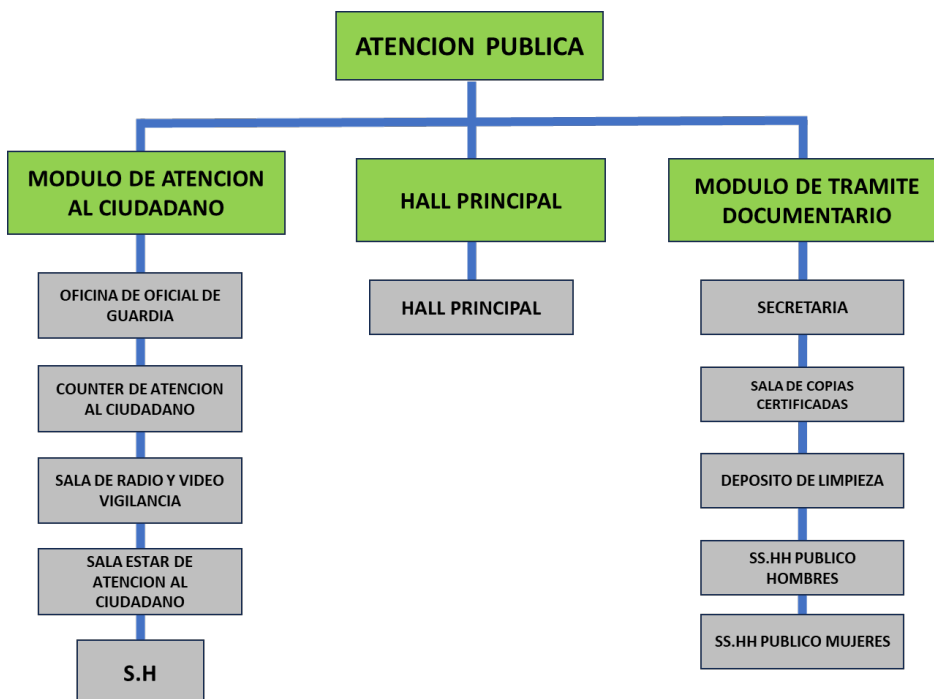 ATENCION PUBLICA
MODULO DE ATENCION
AL CIUDADANO
OFICINA DE OFICIAL DE
GUARDIA
COUNTER DE ATENCION
AL CIUDADANO
SALA DE RADIO Y VIDEO
VIGILANCIA
SALA ESTAR DE
ATENCION AL
CIUDADANO
S.H
HALL PRINCIPAL
HALL PRINCIPAL
MODULO DE TRAMITE
DOCUMENTARIO
SECRETARIA
SALA DE COPIAS
CERTIFICADAS
DEPOSITO DE LIMPIEZA
SS.HH PUBLICO
HOMBRES
SS.HH PUBLICO MUJERES